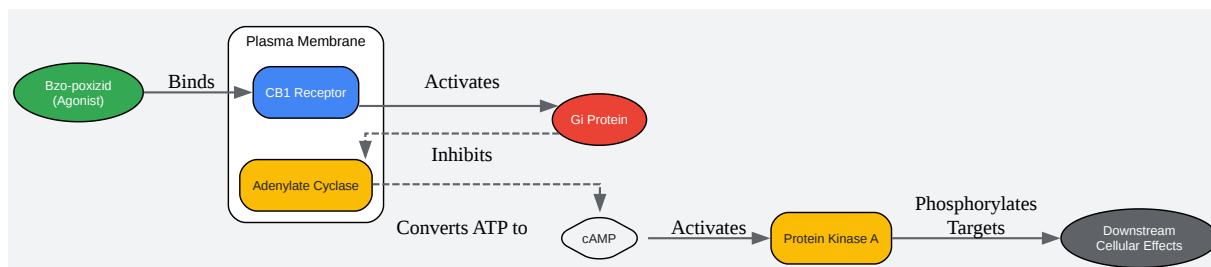 Plasma Membrane
Bzo-poxizid
(Agonist)
Binds
CB1 Receptor
Activates
Gi Protein
Inhibits
Adenylate Cyclase
Converts ATP to
cAMP
Activates
Protein Kinase A
Phosphorylates
Targets
Downstream
Cellular Effects